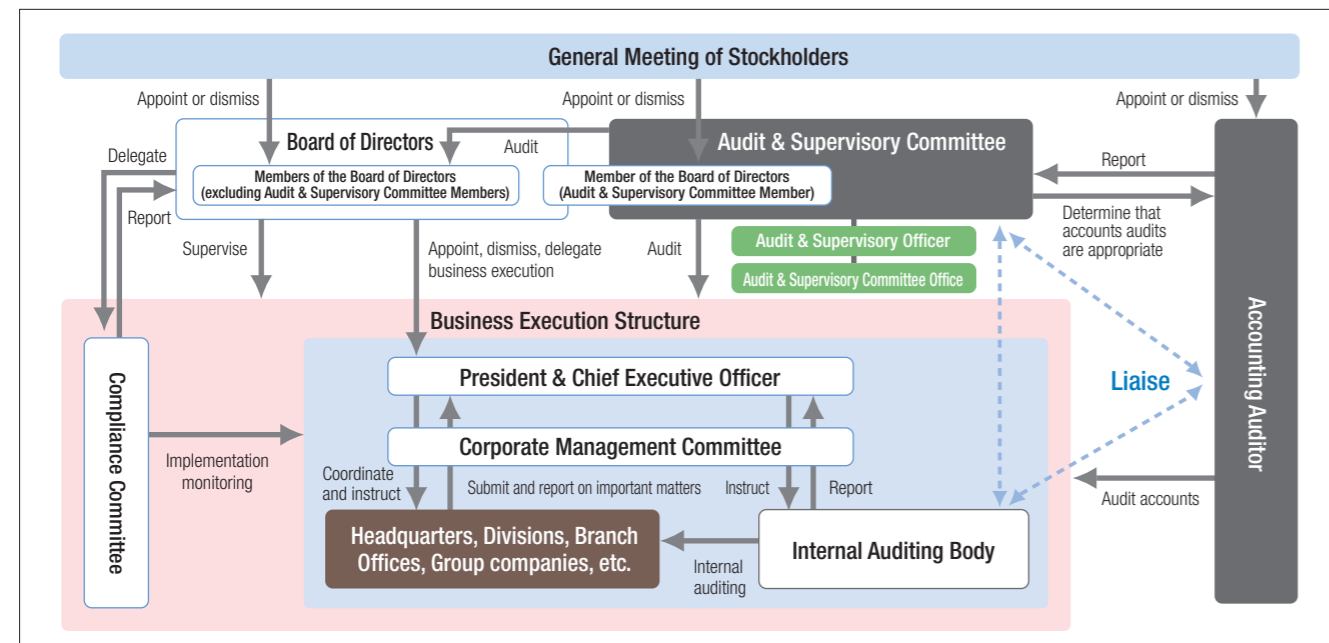 General Meeting of Stockholders
Appoint or dismiss
Appoint or dismiss
Appoint or dismiss
Board of Directors
Audit
Audit & Supervisory Committee
Delegate
Report
Members of the Board of Directors
(excluding Audit & Supervisory Committee Members)
Member of the Board of Directors
(Audit & Supervisory Committee Member)
Report
Determine that
accounts audits
are appropriate
Supervise
Appoint, dismiss, delegate
business execution
Audit
Audit & Supervisory Officer
Audit & Supervisory Committee Office
Business Execution Structure
Compliance Committee
President & Chief Executive Officer
Liaise
Accounting Auditor
Corporate Management Committee
Implementation
monitoring
Coordinate
and instruct
Submit and report on important matters
Instruct
Report
Audit accounts
Headquarters, Divisions, Branch
Offices, Group companies, etc.
Internal
auditing
Internal Auditing Body